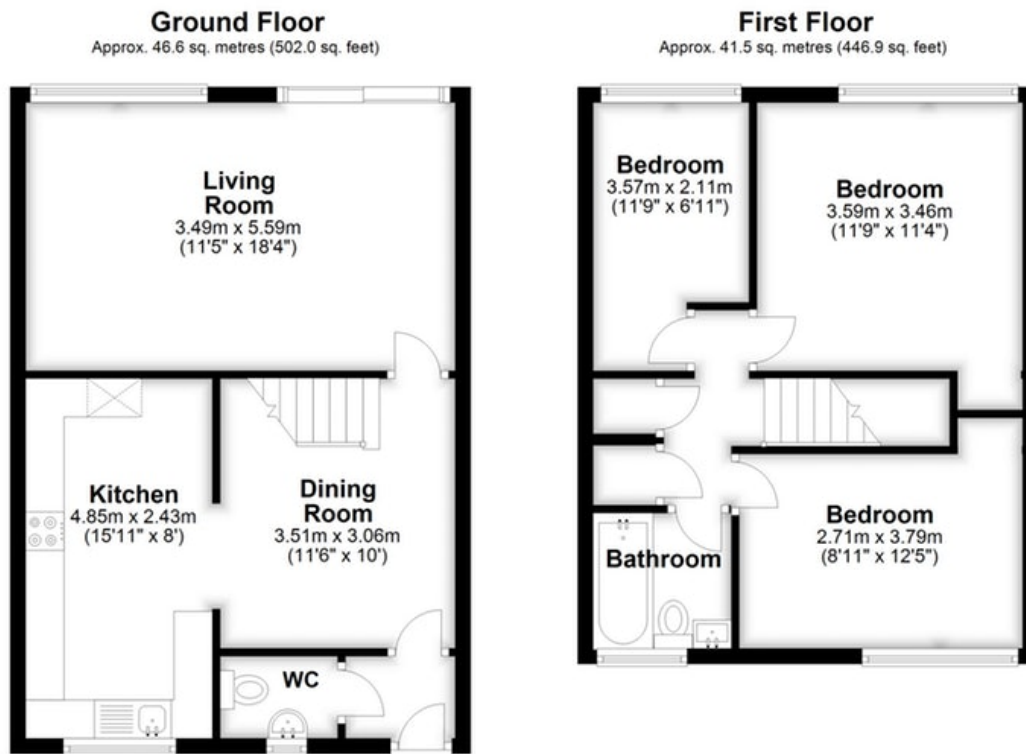 Ground Floor
Approx. 46.6 sq. metres (502.0 sq. feet)
Living
Room
3.49m x 5.59m
(11'5" x 18'4")
Kitchen
4.85m x 2.43m
(15'11" x 8')
Dining
Room
3.51m x 3.06m
(11'6" x 10')
WC
First Floor
Approx. 41.5 sq. metres (446.9 sq. feet)
Bedroom
3.57m x 2.11m
(11'9" x 6'11")
Bedroom
3.59m x 3.46m
(11'9" x 11'4")
Bedroom
2.71m x 3.79m
(8'11" x 12'5")
Bathroom